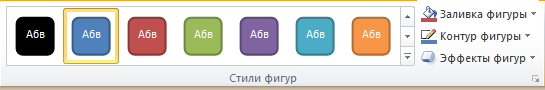 Абв Абв Абв Абв Абв Абв Абв
Заливка фигуры
Контур фигуры
Эффекты фигур
Стили фигур